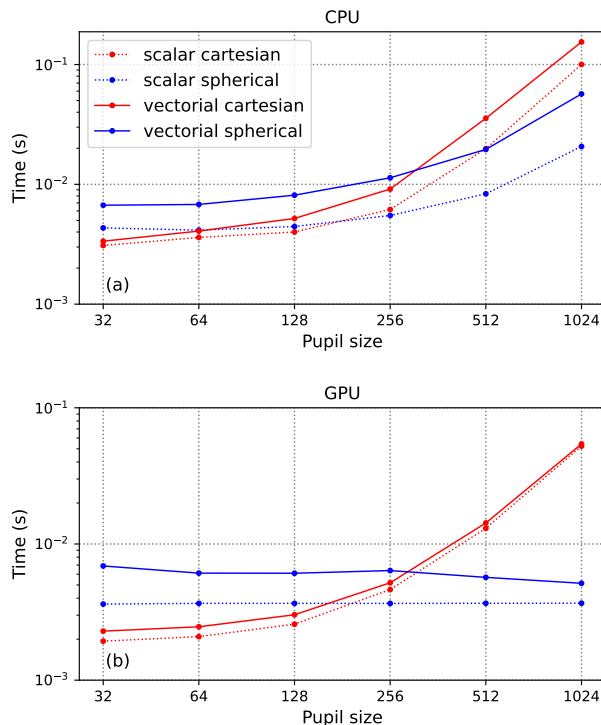 CPU
10⁻¹
10⁻²
10⁻³
Time (s)
scalar cartesian
scalar spherical
vectorial cartesian
vectorial spherical
(a)
32 64 128 256 512 1024
Pupil size
GPU
10⁻¹
10⁻²
10⁻³
Time (s)
(b)
32 64 128 256 512 1024
Pupil size